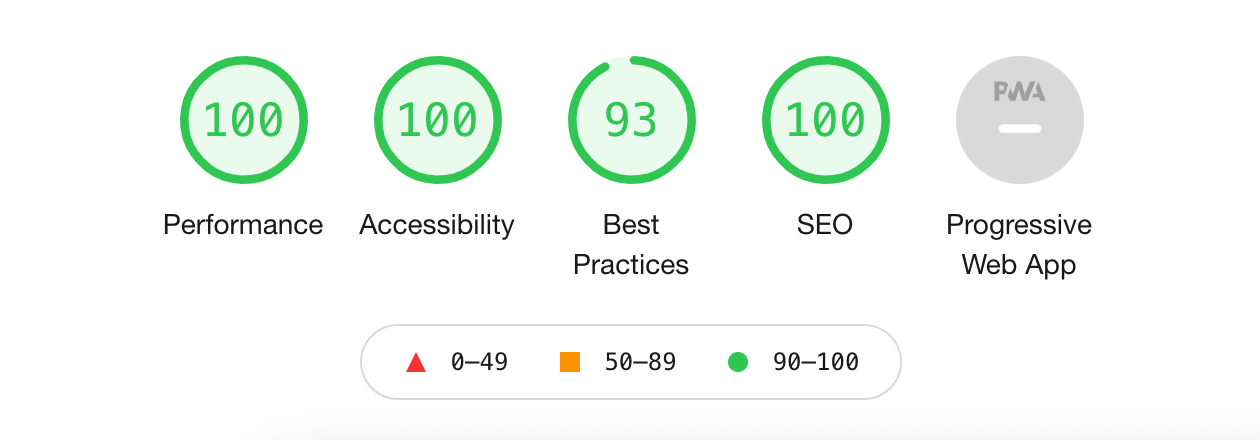 100 100 93 100 PWA
Performance Accessibility Best SEO Progressive
Practices Web App
0–49 50–89 90–100